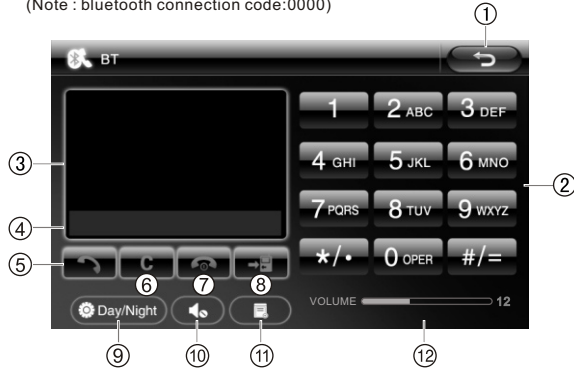 (Note : bluetooth connection code:0000)
①
BT
1 2 ABC 3 DEF
③
4 GHI 5 JKL 6 MNO
②
7 PQRS 8 TUV 9 WXYZ
④
⑤ C */• 0 OPER #/=
⑥ ⑦ ⑧
Day/Night VOLUME 12
⑨ ⑩ ⑪ ⑫